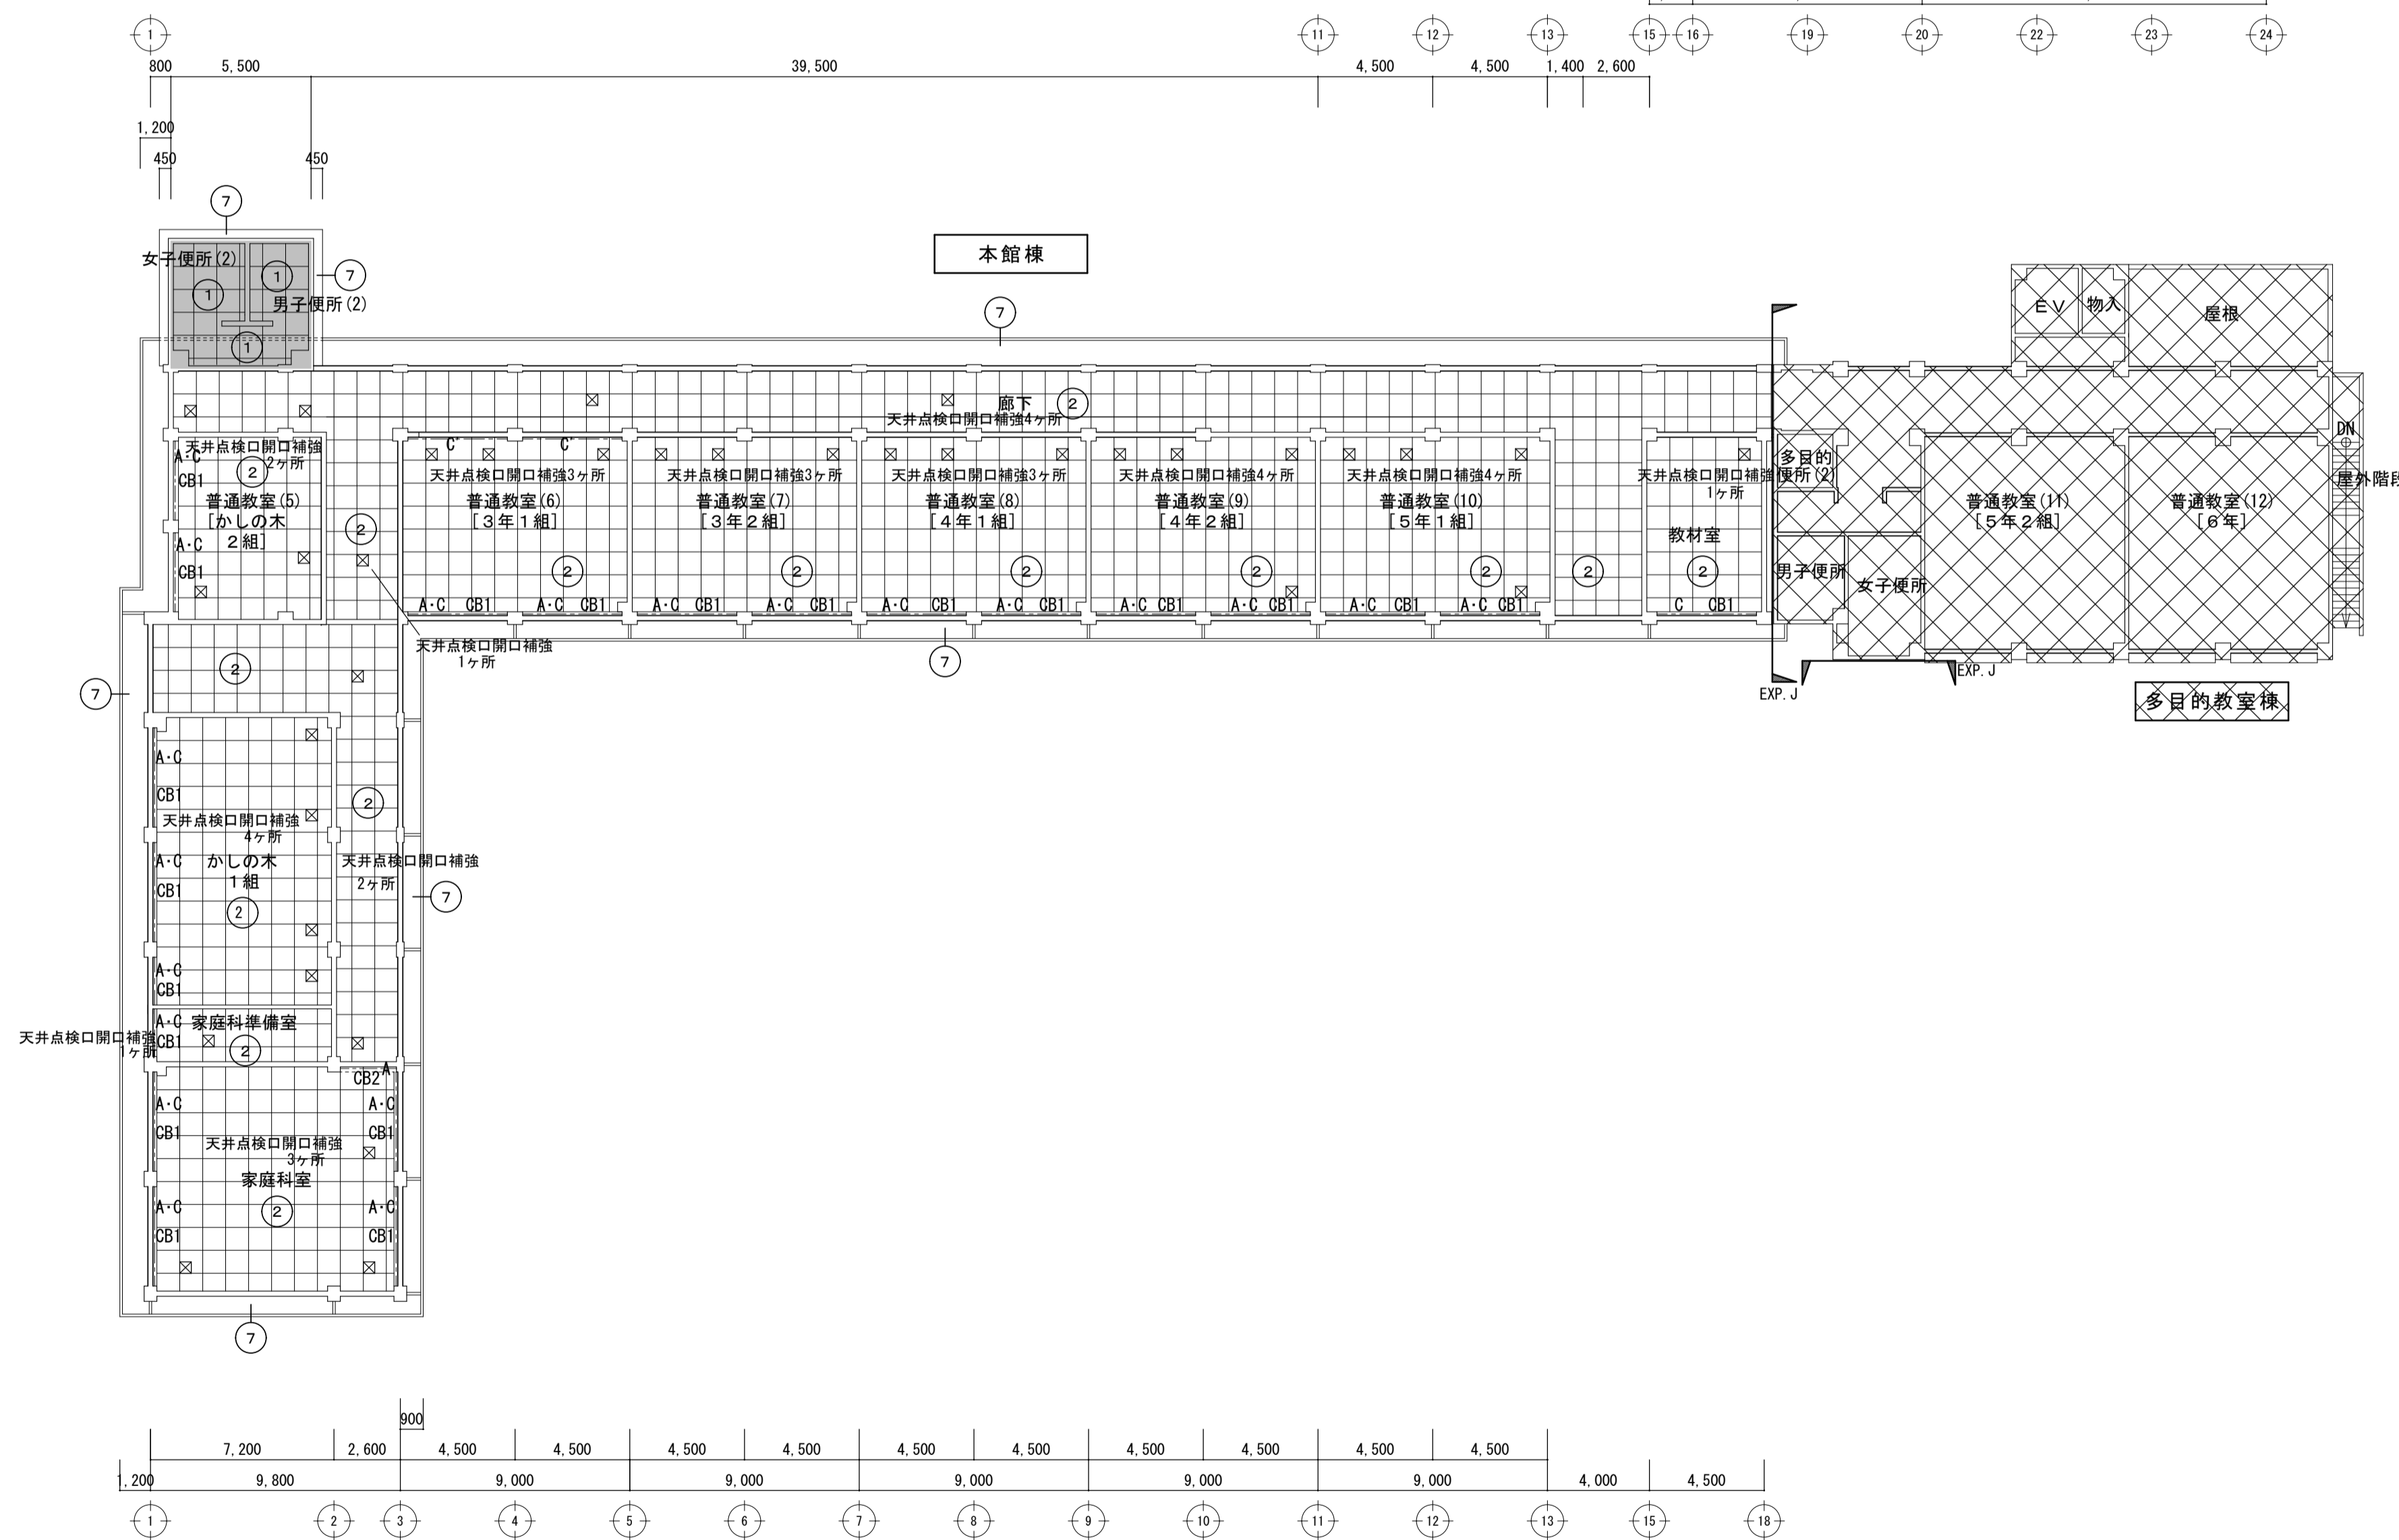 1
11
12
13
15
16
19
20
22
23
24
800
5,500
39,500
4,500
4,500
1,400
2,600
1,200
450
450
7
女子便所(2)
1
1
7
男子便所(2)
1
本館棟
7
EV
物入
屋根
廊下
2
天井点検口開口補強4ヶ所
天井点検口開口補強
2ヶ所
A・C
2
CB1
普通教室(5)
[かしの木
2組]
A・C
CB1
2
天井点検口開口補強
1ヶ所
C'
C'
天井点検口開口補強3ヶ所
普通教室(6)
[3年1組]
2
A・C
CB1
A・C
CB1
天井点検口開口補強3ヶ所
普通教室(7)
[3年2組]
2
A・C
CB1
A・C
CB1
天井点検口開口補強3ヶ所
普通教室(8)
[4年1組]
2
A・C
CB1
A・C
CB1
天井点検口開口補強4ヶ所
普通教室(9)
[4年2組]
2
A・C
CB1
A・C
CB1
天井点検口開口補強4ヶ所
普通教室(10)
[5年1組]
2
A・C
CB1
A・C
CB1
2
天井点検口開口補強
1ヶ所
教材室
2
C
CB1
多目的
便所(2)
男子便所
女子便所
普通教室(11)
[5年2組]
普通教室(12)
[6年]
DN
屋外階段
EXP.J
EXP.J
多目的教室棟
2
7
7
A・C
CB1
天井点検口開口補強
4ヶ所
A・C
かしの木
1組
CB1
2
A・C
CB1
2
天井点検口開口補強
2ヶ所
7
A・C
家庭科準備室
天井点検口開口補強
1ヶ所
CB1
2
A
CB2
A・C
A・C
CB1
CB1
天井点検口開口補強
3ヶ所
家庭科室
A・C
2
A・C
CB1
CB1
7
900
7,200
2,600
4,500
4,500
4,500
4,500
4,500
4,500
4,500
4,500
4,500
4,500
1,200
9,800
9,000
9,000
9,000
9,000
9,000
4,000
4,500
1
2
3
4
5
6
7
8
9
10
11
12
13
15
18